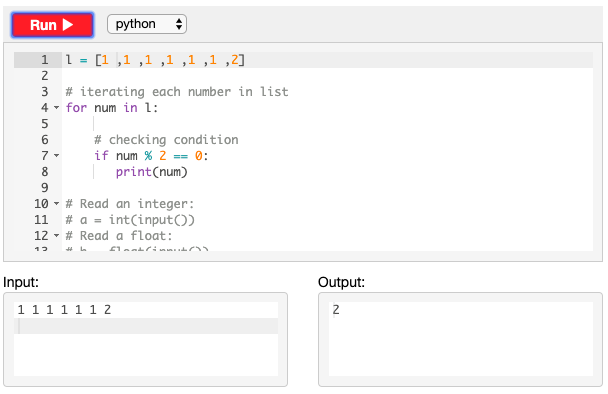 Run ▶ python
1 l = [1 ,1 ,1 ,1 ,1 ,1 ,2]
2
3 # iterating each number in list
4 for num in l:
5
6 # checking condition
7 if num % 2 == 0:
8 print(num)
9
10 # Read an integer:
11 # a = int(input())
12 # Read a float:
13 # b = float(input())
Input: Output:
1 1 1 1 1 1 2
2